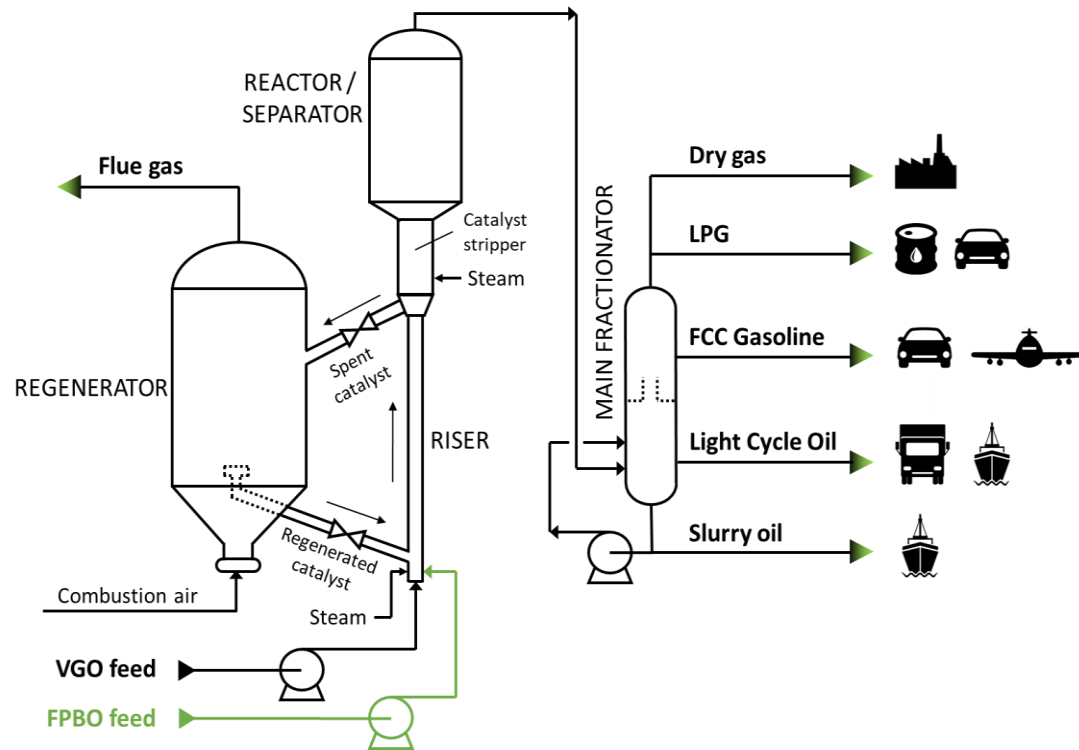 REACTOR /
SEPARATOR
Flue gas
Catalyst
stripper
Steam
REGENERATOR
Spent
catalyst
RISER
Regenerated
catalyst
Combustion air
Steam
VGO feed
FPBO feed
MAIN FRACTIONATOR
Dry gas
LPG
FCC Gasoline
Light Cycle Oil
Slurry oil